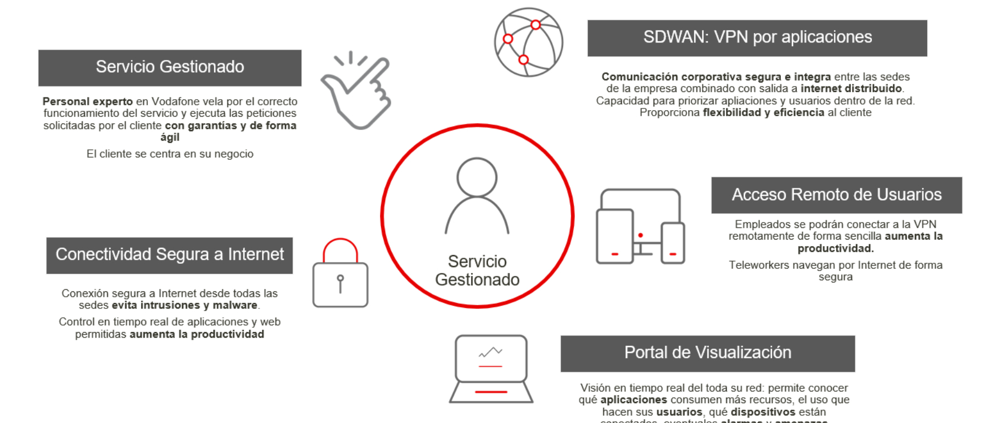 Servicio Gestionado
Personal experto en Vodafone vela por el correcto
funcionamiento del servicio y ejecuta las peticiones
solicitadas por el cliente con garantías y de forma
ágil
El cliente se centra en su negocio
SDWAN: VPN por aplicaciones
Comunicación corporativa segura e integra entre las sedes
de la empresa combinado con salida a internet distribuido.
Capacidad para priorizar apliaciones y usuarios dentro de la red.
Proporciona flexibilidad y eficiencia al cliente
Servicio
Gestionado
Acceso Remoto de Usuarios
Empleados se podrán conectar a la VPN
remotamente de forma sencilla aumenta la
productividad.
Teleworkers navegan por Internet de forma
segura
Conectividad Segura a Internet
Conexión segura a Internet desde todas las
sedes evita intrusiones y malware.
Control en tiempo real de aplicaciones y web
permitidas aumenta la productividad
Portal de Visualización
Visión en tiempo real del toda su red: permite conocer
qué aplicaciones consumen más recursos, el uso que
hacen sus usuarios, qué dispositivos están
conectados, eventuales alarmas y amenazas